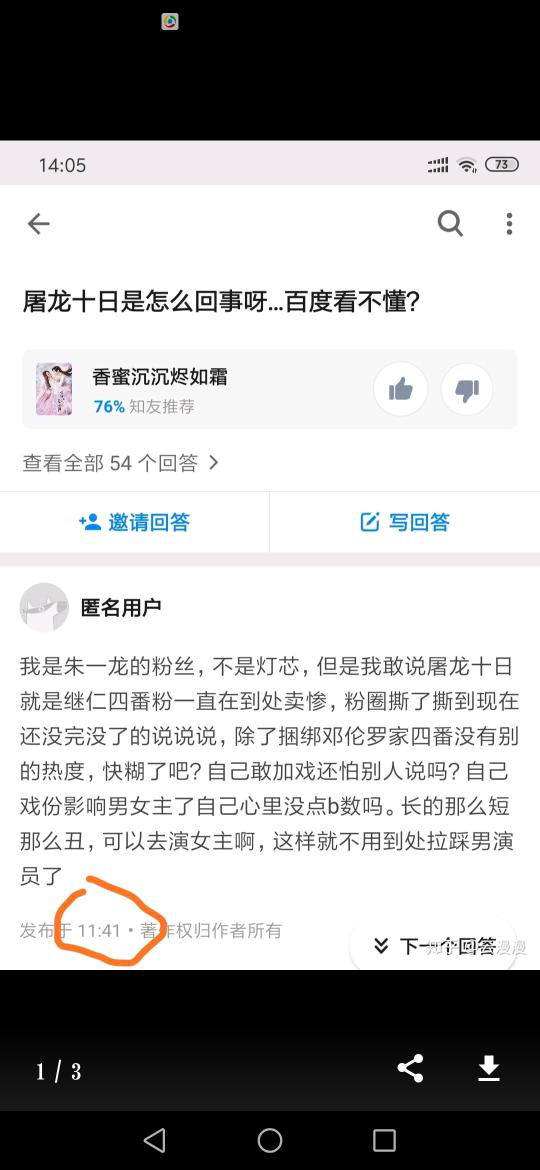 14:05
73
屠龙十日是怎么回事呀...百度看不懂?
香蜜沉沉烬如霜
76% 知友推荐
查看全部 54 个回答
邀请回答
写回答
匿名用户
我是朱一龙的粉丝，不是灯芯，但是我敢说屠龙十日
就是继仁四番粉一直在到处卖惨，粉圈撕了撕到现在
还没完没了的说说说，除了捆绑邓伦罗家四番没有别
的热度，快糊了吧？自己敢加戏还怕别人说吗？自己
戏份影响男女主了自己心里没点b数吗。长的那么短
那么丑，可以去演女主啊，这样就不用到处拉踩男演
员了
发布于 11:41 · 著作权归作者所有
下一个回答
1 / 3